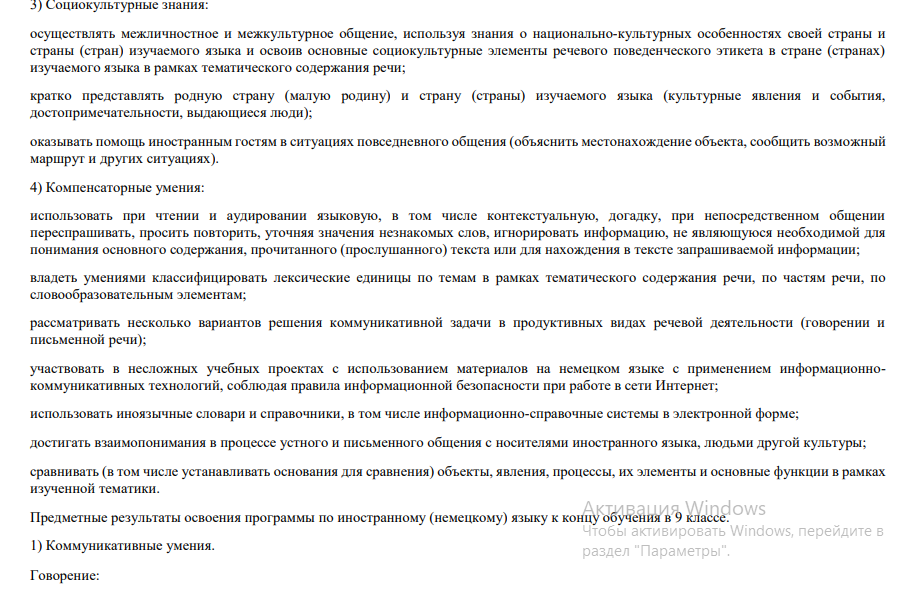 3) Социокультурные знания:
осуществлять межличностное и межкультурное общение, используя знания о национально-культурных особенностях своей страны и
страны (стран) изучаемого языка и освоив основные социокультурные элементы речевого поведенческого этикета в стране (странах)
изучаемого языка в рамках тематического содержания речи;
кратко представлять родную страну (малую родину) и страну (страны) изучаемого языка (культурные явления и события,
достопримечательности, выдающиеся люди);
оказывать помощь иностранным гостям в ситуациях повседневного общения (объяснить местонахождение объекта, сообщить возможный
маршрут и других ситуациях).
4) Компенсаторные умения:
использовать при чтении и аудировании языковую, в том числе контекстуальную, догадку, при непосредственном общении
переспрашивать, просить повторить, уточняя значения незнакомых слов, игнорировать информацию, не являющуюся необходимой для
понимания основного содержания, прочитанного (прослушанного) текста или для нахождения в тексте запрашиваемой информации;
владеть умениями классифицировать лексические единицы по темам в рамках тематического содержания речи, по частям речи, по
словообразовательным элементам;
рассматривать несколько вариантов решения коммуникативной задачи в продуктивных видах речевой деятельности (говорении и
письменной речи);
участвовать в несложных учебных проектах с использованием материалов на немецком языке с применением информационно-
коммуникативных технологий, соблюдая правила информационной безопасности при работе в сети Интернет;
использовать иноязычные словари и справочники, в том числе информационно-справочные системы в электронной форме;
достигать взаимопонимания в процессе устного и письменного общения с носителями иностранного языка, людьми другой культуры;
сравнивать (в том числе устанавливать основания для сравнения) объекты, явления, процессы, их элементы и основные функции в рамках
изученной тематики.
Предметные результаты освоения программы по иностранному (немецкому) языку к концу обучения в 9 классе.
1) Коммуникативные умения.
Говорение:
Активация Windows
Чтобы активировать Windows, перейдите в
раздел "Параметры".